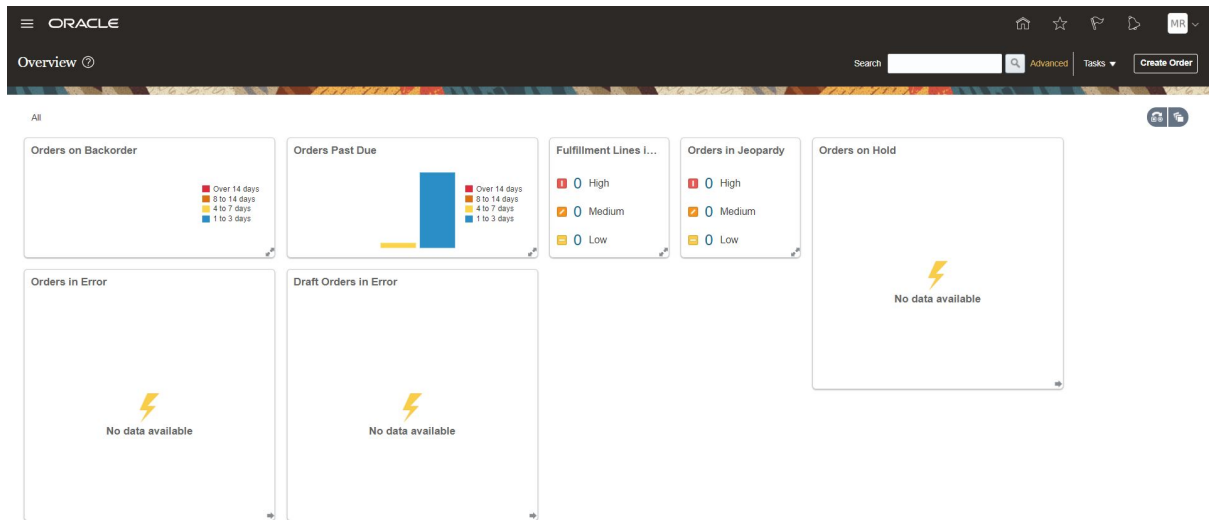 ORACLE
MR
Overview
Search
Advanced
Tasks
Create Order
All
Orders on Backorder
Over 14 days
8 to 14 days
4 to 7 days
1 to 3 days
Orders Past Due
Over 14 days
8 to 14 days
4 to 7 days
1 to 3 days
Fulfillment Lines i...
0 High
0 Medium
0 Low
Orders in Jeopardy
0 High
0 Medium
0 Low
Orders on Hold
No data available
Orders in Error
No data available
Draft Orders in Error
No data available